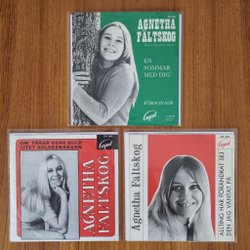 AGNETHA
FÄLTSKOG
EN
SOMMAR
MED DIG
FÖRSONADE
Cupol
OM TÅRAR VORE GULD
LITET SOLSKENSBARN
Cupol
AGNETHA
FÄLTSKOG
Agnetha Fältskog
Cupol
ALLTING HAR FÖRÄNDRAT SEJ
DEN JAG VÄNTAT PÅ